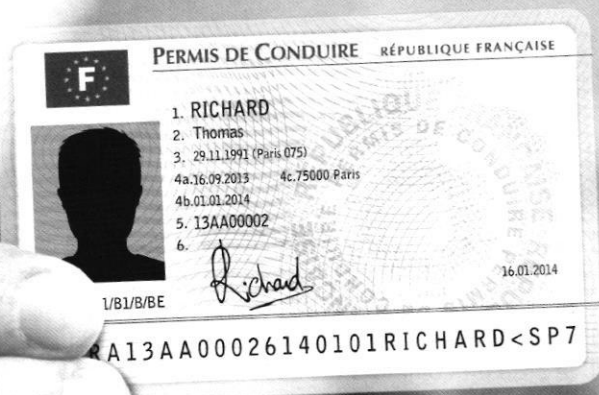 F
PERMIS DE CONDUIRE RÉPUBLIQUE FRANÇAISE
1. RICHARD
2. Thomas
3. 29.11.1991 (Paris 075)
4a.16.09.2013 4c.75000 Paris
4b.01.01.2014
5. 13AA00002
6.
Richard
16.01.2014
1/B1/B/BE
RA13AA00026140101RICHARD<SP7